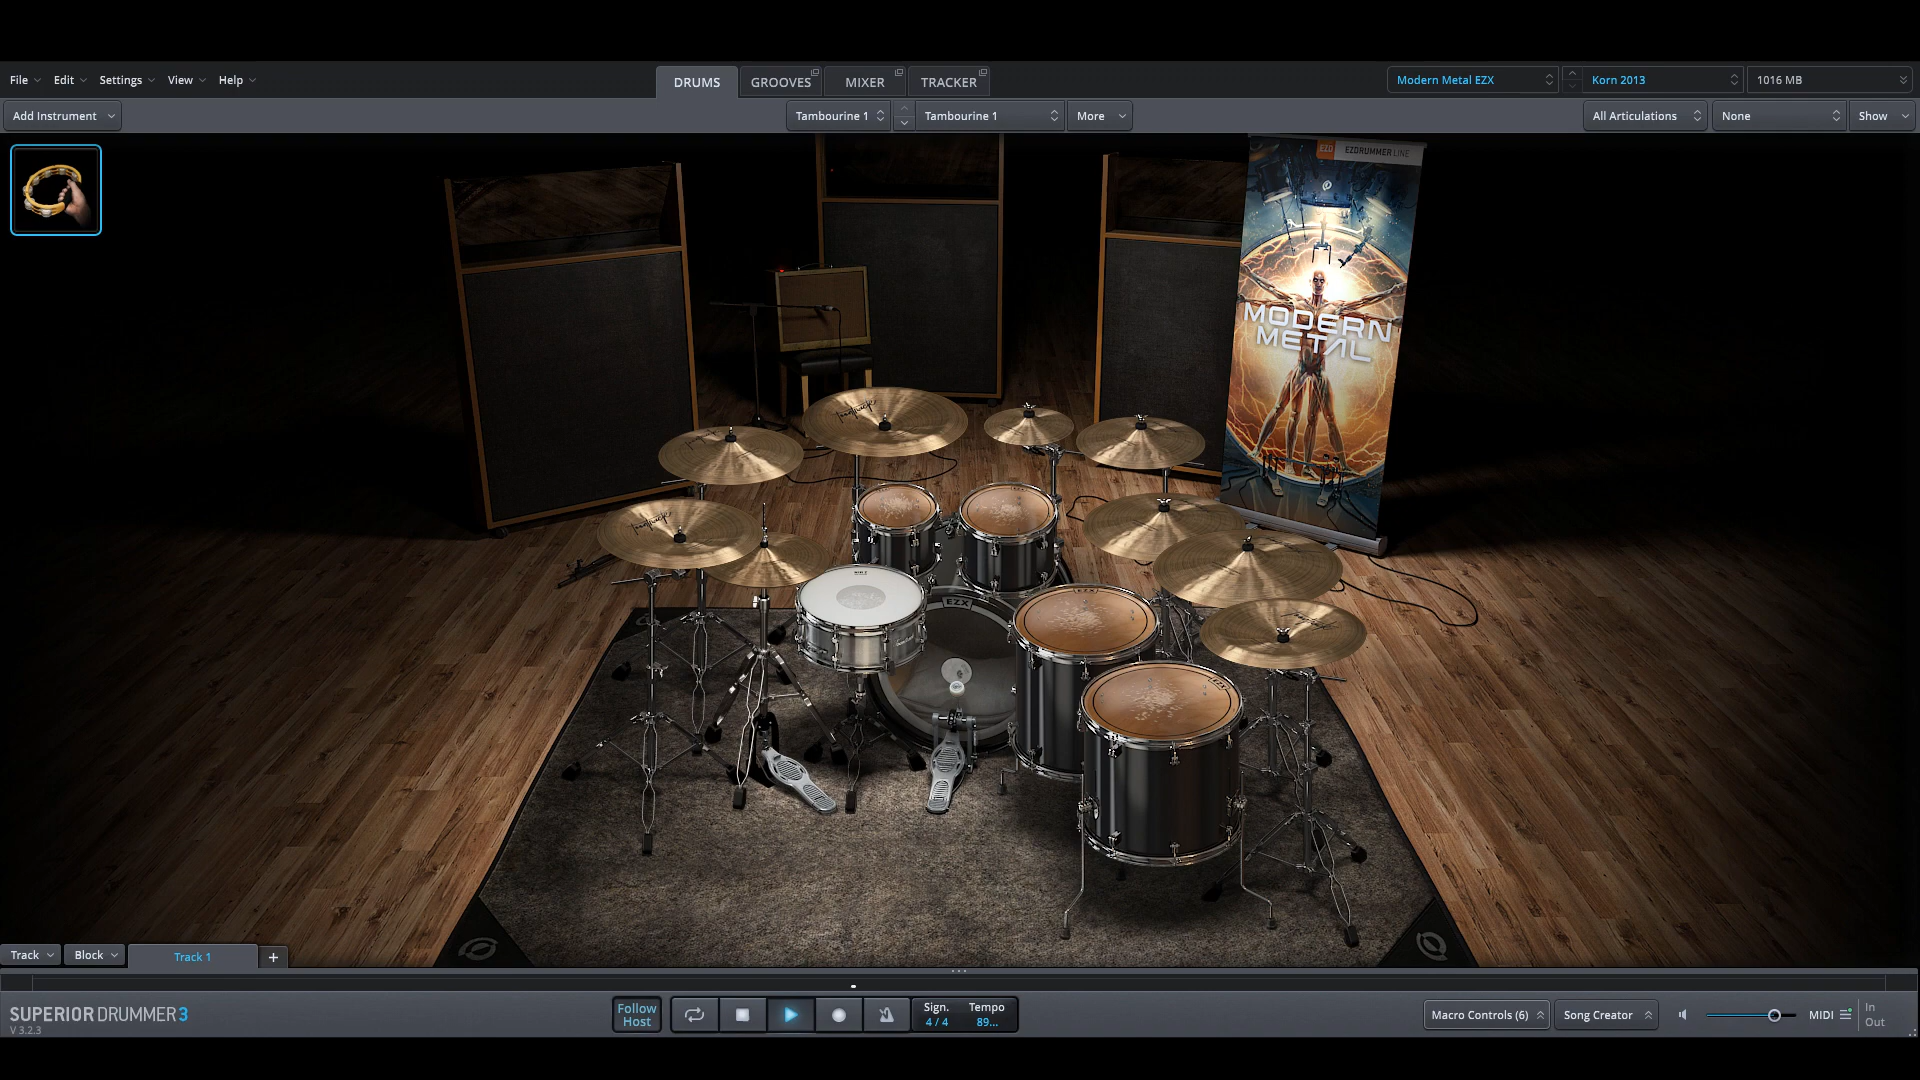 File Edit Settings View Help
DRUMS GROOVES MIXER TRACKER
Modern Metal EZX Korn 2013 1016 MB
Add Instrument Tambourine 1 Tambourine 1 More All Articulations None Show
EZD EZDRUMMER LINE
MODERN
METAL
EZX
Track Block Track 1 +
SUPERIOR DRUMMER 3
V 3.2.3
Follow
Host
Sign. Tempo
4 / 4 89...
Macro Controls (6) Song Creator MIDI
In
Out